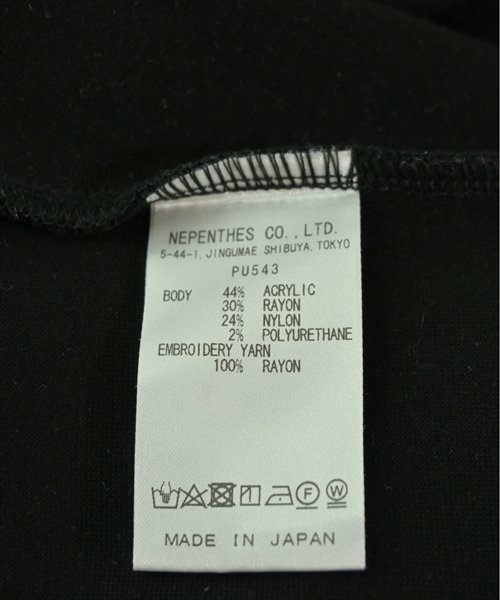 NEPENTHES CO., LTD.
5-44-1, JINGUMAE SHIBUYA, TOKYO
PU543
BODY 44% ACRYLIC
30% RAYON
24% NYLON
2% POLYURETHANE
EMBROIDERY YARN
100% RAYON
F W
MADE IN JAPAN